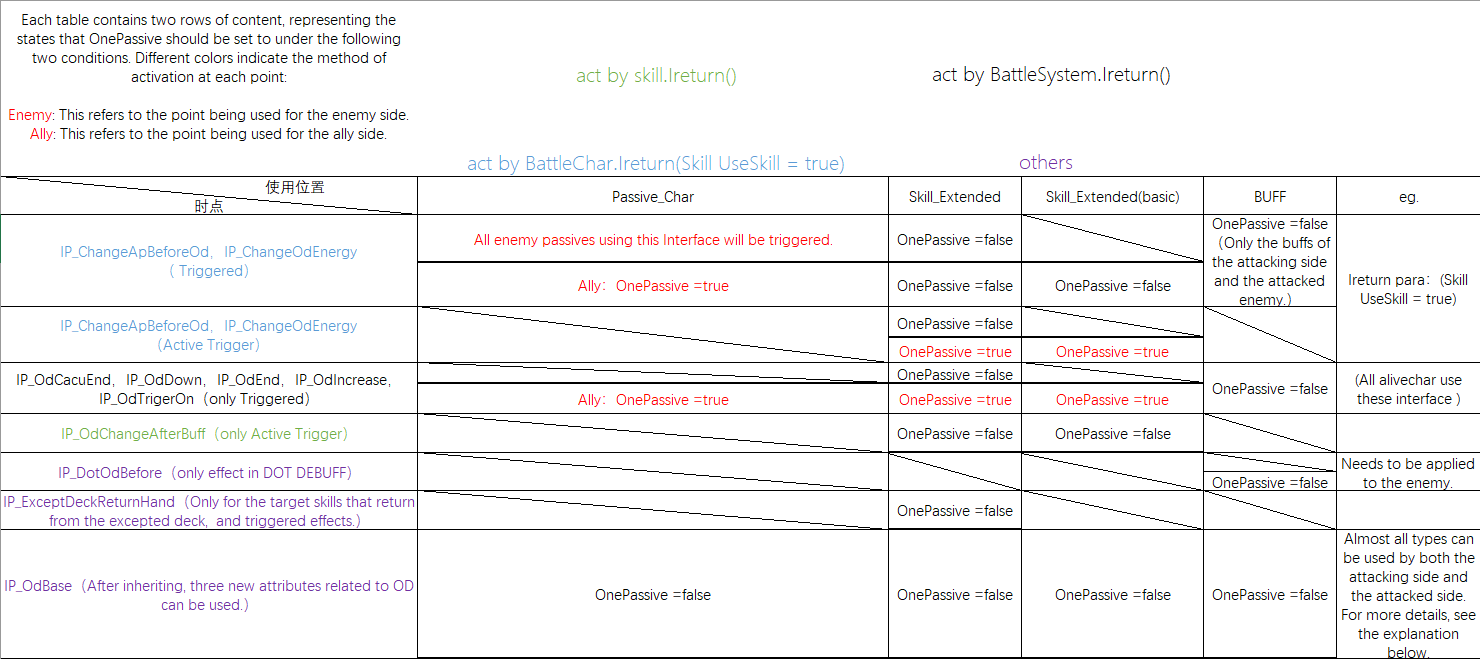 Each table contains two rows of content, representing the
states that OnePassive should be set to under the following
two conditions. Different colors indicate the method of
activation at each point:
Enemy: This refers to the point being used for the enemy side.
Ally: This refers to the point being used for the ally side.
act by skill.Ireturn()
act by BattleSystem.Ireturn()
act by BattleChar.Ireturn(Skill UseSkill = true)
others
使用位置
时点
Passive_Char
Skill_Extended
Skill_Extended(basic)
BUFF
eg.
IP_ChangeApBeforeOd，IP_ChangeOdEnergy
（ Triggered）
All enemy passives using this Interface will be triggered.
OnePassive =false
Ally：OnePassive =true
OnePassive =false
OnePassive =false
OnePassive =false
（Only the buffs of
the attacking side
and the attacked
enemy.）
Ireturn para：(Skill
UseSkill = true)
IP_ChangeApBeforeOd，IP_ChangeOdEnergy
（Active Trigger）
OnePassive =false
OnePassive =true
OnePassive =true
IP_OdCacuEnd，IP_OdDown，IP_OdEnd，IP_OdIncrease，
IP_OdTrigerOn（only Triggered）
OnePassive =false
Ally：OnePassive =true
OnePassive =true
OnePassive =true
OnePassive =false
（All alivechar use
these interface ）
IP_OdChangeAfterBuff（only Active Trigger）
OnePassive =false
OnePassive =false
IP_DotOdBefore（only effect in DOT DEBUFF）
OnePassive =false
Needs to be applied
to the enemy.
IP_ExceptDeckReturnHand（Only for the target skills that return
from the excepted deck, and triggered effects.）
OnePassive =false
IP_OdBase（After inheriting, three new attributes related to OD
can be used.）
OnePassive =false
OnePassive =false
OnePassive =false
OnePassive =false
Almost all types can
be used by both the
attacking side and
the attacked side.
For more details, see
the explanation
below.